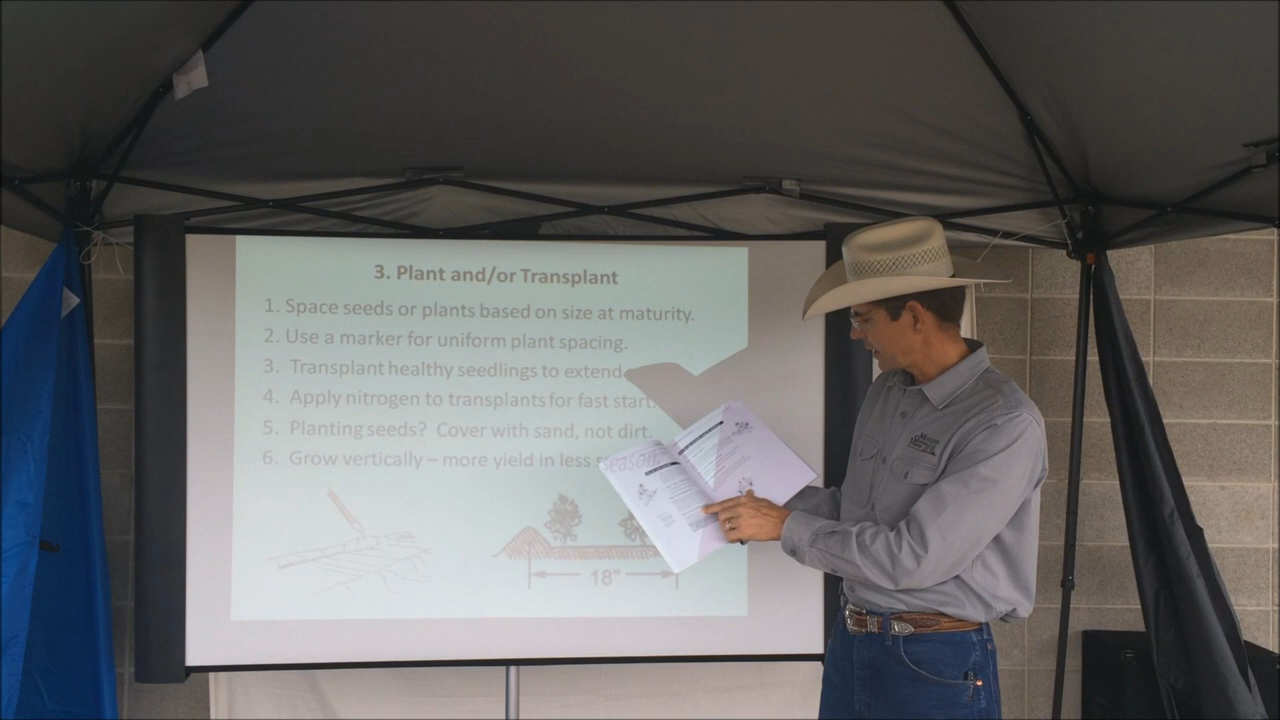 3. Plant and/or Transplant
1. Space seeds or plants based on size at maturity.
2. Use a marker for uniform plant spacing.
3. Transplant healthy seedlings to extend
4. Apply nitrogen to transplants for fast start.
5. Planting seeds? Cover with sand, not dirt.
6. Grow vertically – more yield in less s
season
18"